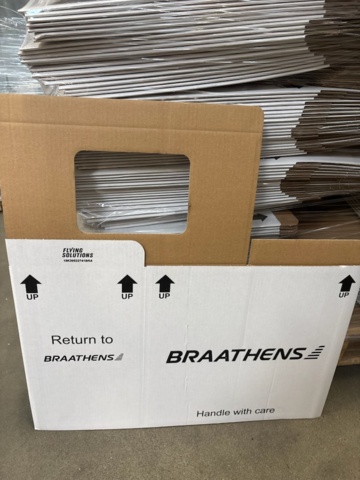 FLYING
SOLUTIONS
UP
UP
UP
UP
Return to
BRAATHENS
BRAATHENS
Handle with care